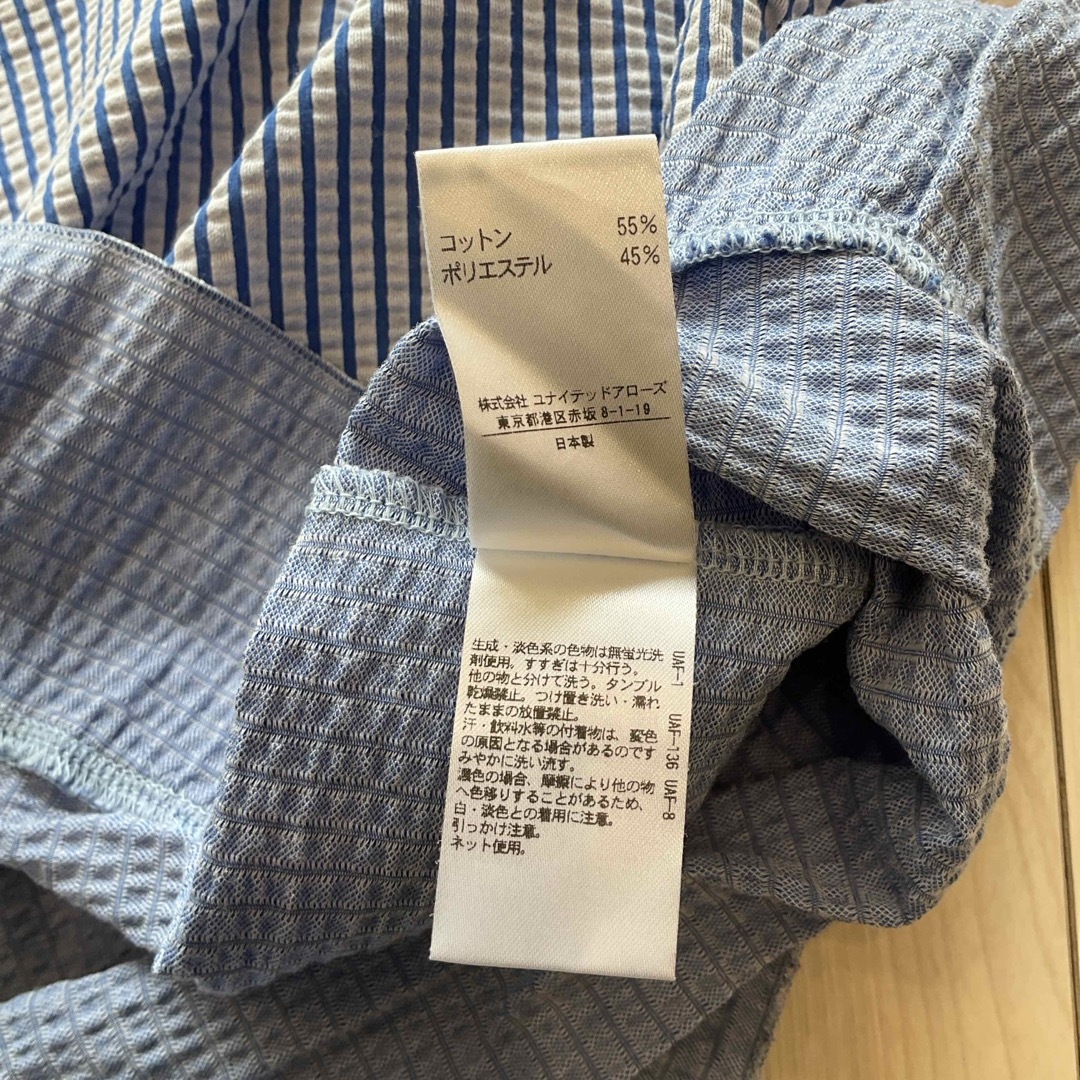 コットン 55%
ポリエステル 45%
株式会社 ユナイテッドアローズ
東京都港区赤坂 8-1-19
日本製
生成・淡色系の色物は無蛍光洗
剤使用。すすぎは十分行う。
他の物と分けて洗う。タンブル
乾燥禁止。つけ置き洗い・濡れ
たままの放置禁止。
汗・飲料水等の付着物は、変色
の原因となる場合があるのです
みやかに洗い流す。
濃色の場合、摩擦により他の物
へ色移りすることがあるため、
白・淡色との着用に注意。
引っかけ注意。
ネット使用。
UAF-1 UAF-136 UAF-8